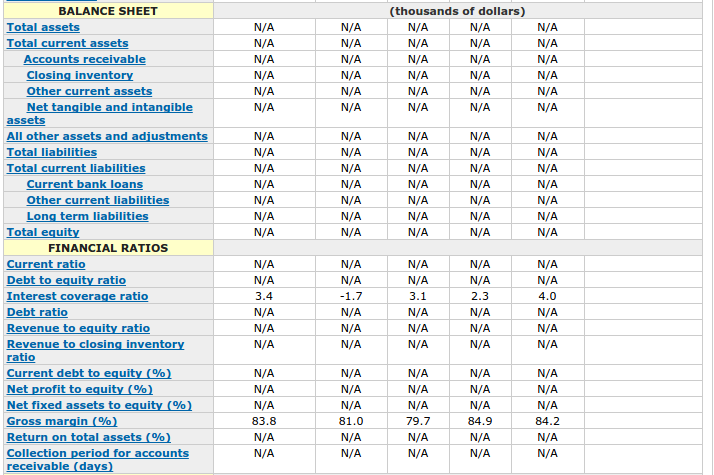 BALANCE SHEET (thousands of dollars)
Total assets N/A N/A N/A N/A N/A
Total current assets N/A N/A N/A N/A N/A
Accounts receivable N/A N/A N/A N/A N/A
Closing inventory N/A N/A N/A N/A N/A
Other current assets N/A N/A N/A N/A N/A
Net tangible and intangible N/A N/A N/A N/A N/A
assets
All other assets and adjustments N/A N/A N/A N/A N/A
Total liabilities N/A N/A N/A N/A N/A
Total current liabilities N/A N/A N/A N/A N/A
Current bank loans N/A N/A N/A N/A N/A
Other current liabilities N/A N/A N/A N/A N/A
Long term liabilities N/A N/A N/A N/A N/A
Total equity N/A N/A N/A N/A N/A
FINANCIAL RATIOS
Current ratio N/A N/A N/A N/A N/A
Debt to equity ratio N/A N/A N/A N/A N/A
Interest coverage ratio 3.4 -1.7 3.1 2.3 4.0
Debt ratio N/A N/A N/A N/A N/A
Revenue to equity ratio N/A N/A N/A N/A N/A
Revenue to closing inventory N/A N/A N/A N/A N/A
ratio
Current debt to equity (%) N/A N/A N/A N/A N/A
Net profit to equity (%) N/A N/A N/A N/A N/A
Net fixed assets to equity (%) N/A N/A N/A N/A N/A
Gross margin (%) 83.8 81.0 79.7 84.9 84.2
Return on total assets (%) N/A N/A N/A N/A N/A
Collection period for accounts N/A N/A N/A N/A N/A
receivable (days)